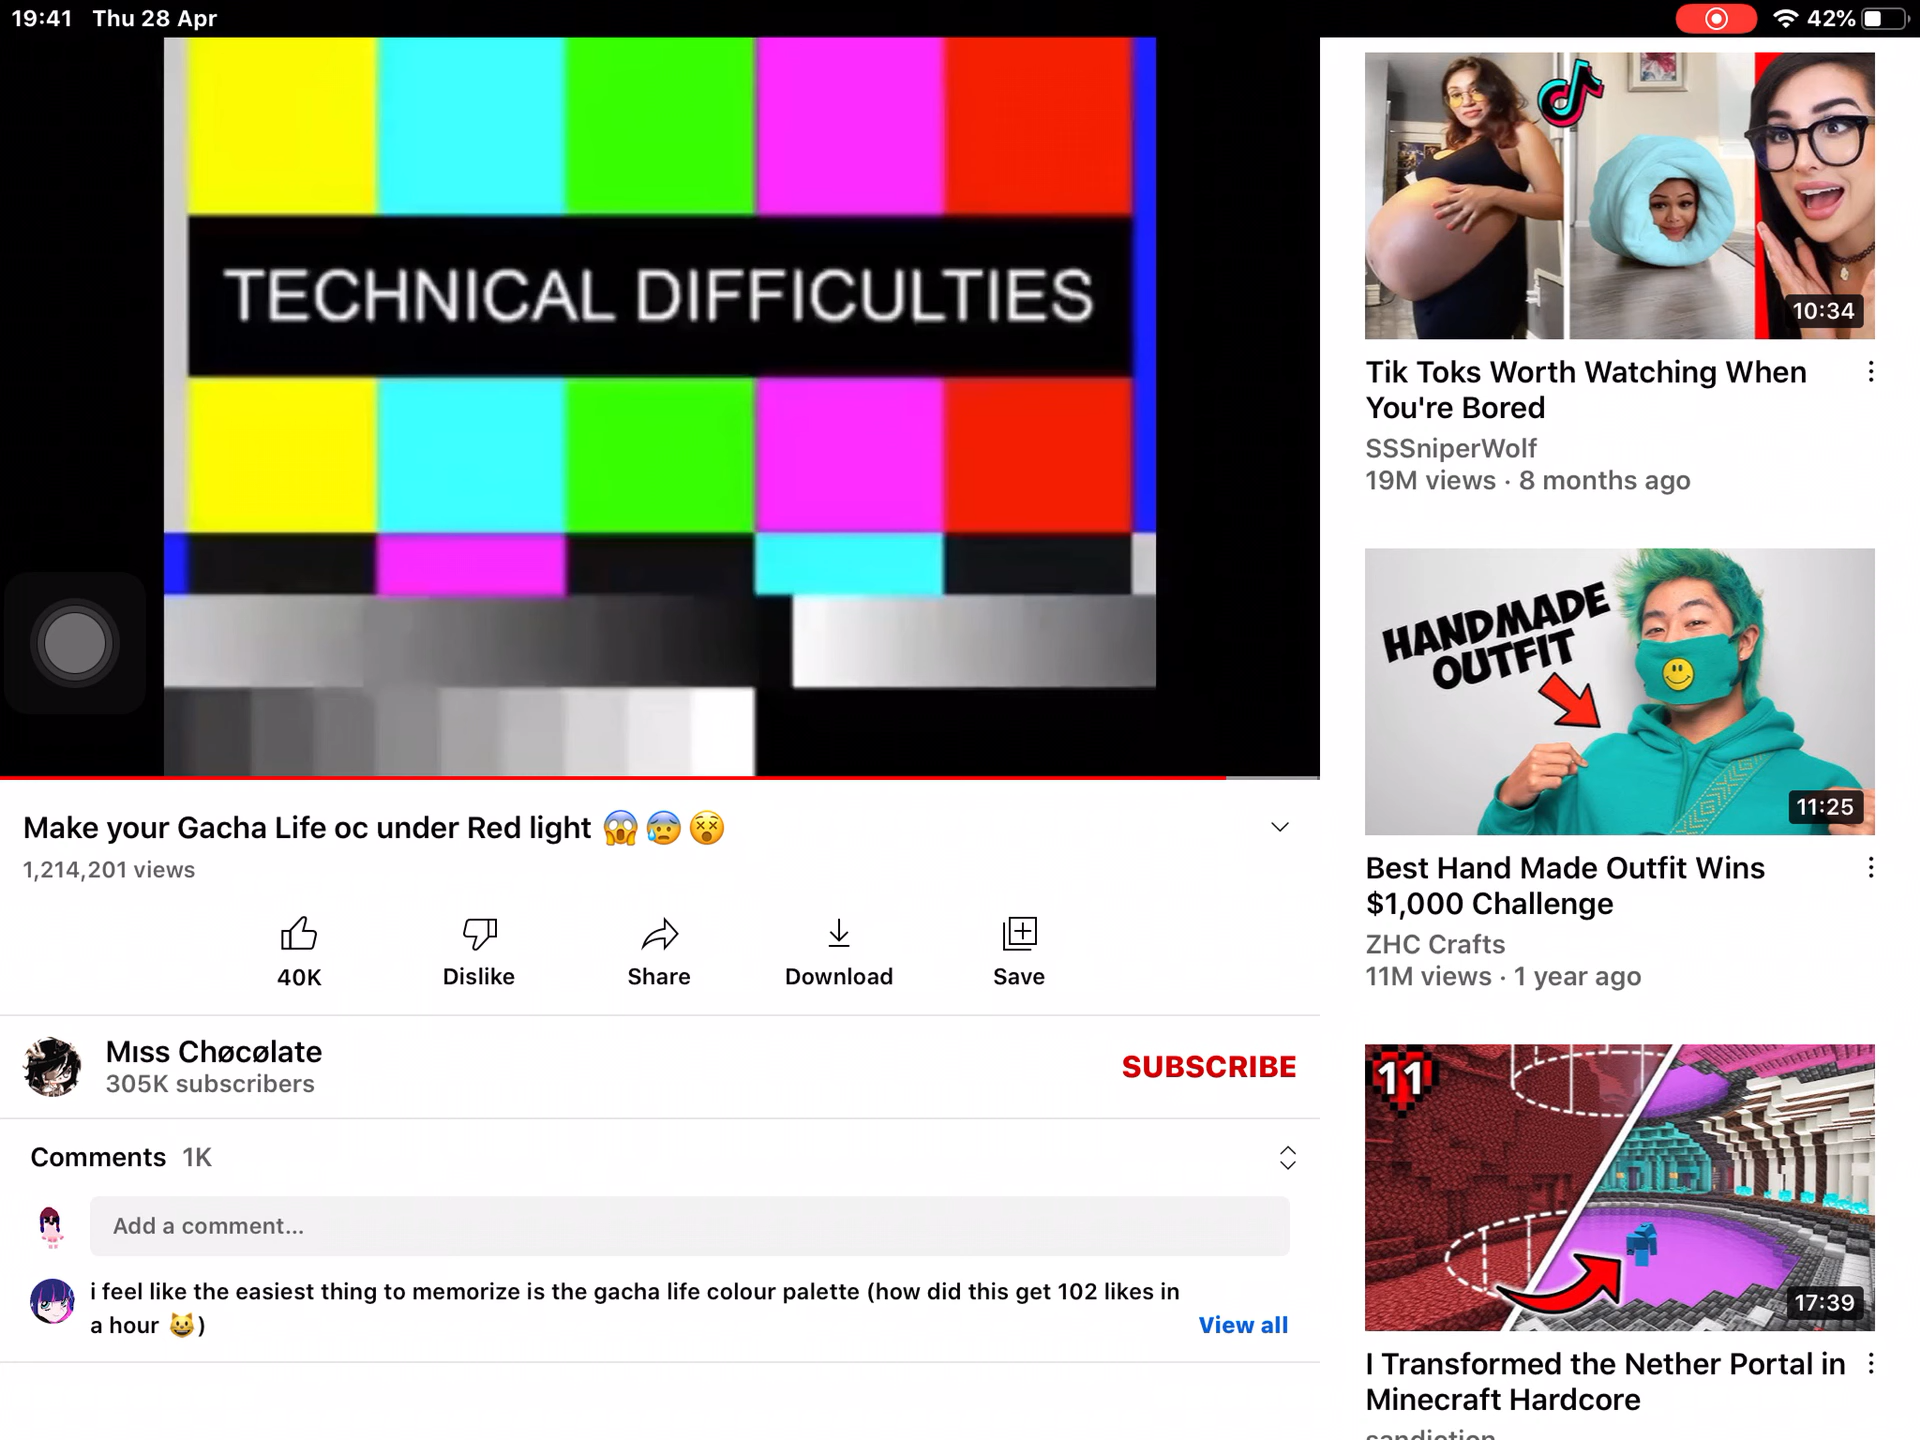 19:41 Thu 28 Apr
42%
TECHNICAL DIFFICULTIES
Make your Gacha Life oc under Red light 😱😰😵
1,214,201 views
40K
Dislike
Share
Download
Save
Mıss Chøcølate
305K subscribers
SUBSCRIBE
Comments 1K
Add a comment...
i feel like the easiest thing to memorize is the gacha life colour palette (how did this get 102 likes in
a hour 😺)
View all
10:34
Tik Toks Worth Watching When
You're Bored
SSSniperWolf
19M views · 8 months ago
HANDMADE
OUTFIT
11:25
Best Hand Made Outfit Wins
$1,000 Challenge
ZHC Crafts
11M views · 1 year ago
11
17:39
I Transformed the Nether Portal in
Minecraft Hardcore